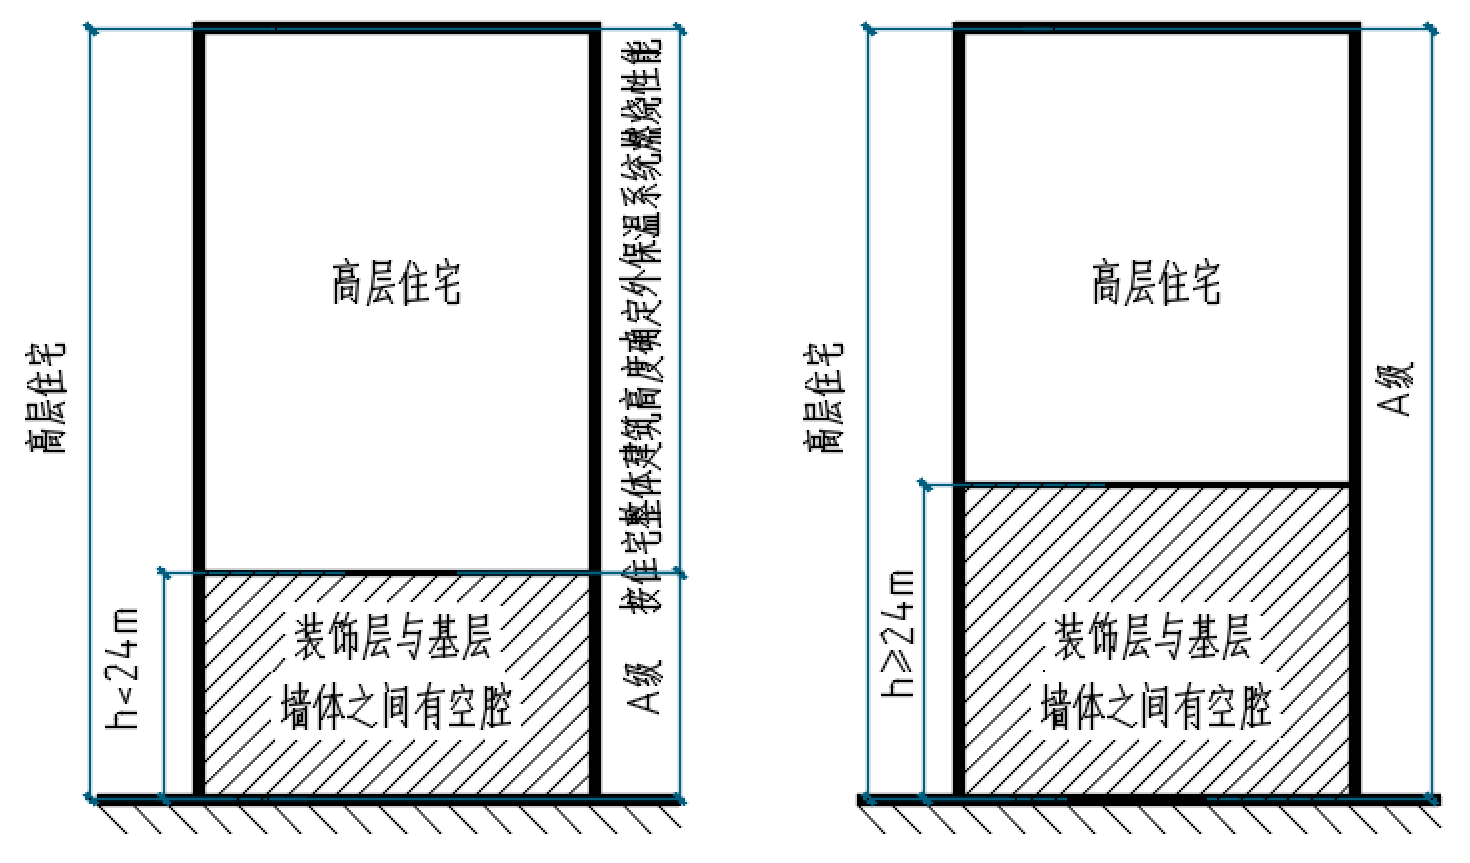 高层住宅
高层住宅
按住宅整体建筑高度确定外保温系统燃烧性能
h<24m
装饰层与基层
墙体之间有空腔
A级
高层住宅
高层住宅
A级
h≥24m
装饰层与基层
墙体之间有空腔